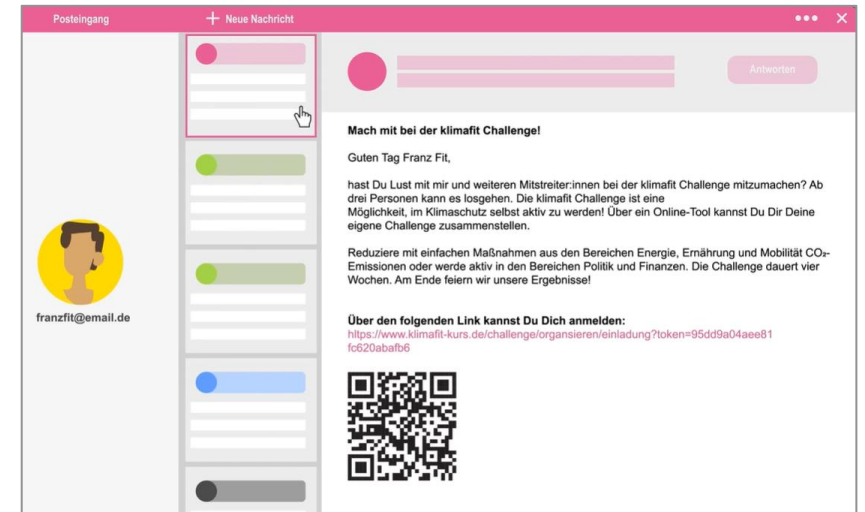 Posteingang
Neue Nachricht
Antworten
Mach mit bei der klimafit Challenge!
Guten Tag Franz Fit,
hast Du Lust mit mir und weiteren Mitstreiter:innen bei der klimafit Challenge mitzumachen? Ab
drei Personen kann es losgehen. Die klimafit Challenge ist eine
Möglichkeit, im Klimaschutz selbst aktiv zu werden! Über ein Online-Tool kannst Du Dir Deine
eigene Challenge zusammenstellen.
Reduziere mit einfachen Maßnahmen aus den Bereichen Energie, Ernährung und Mobilität CO₂-
Emissionen oder werde aktiv in den Bereichen Politik und Finanzen. Die Challenge dauert vier
Wochen. Am Ende feiern wir unsere Ergebnisse!
Über den folgenden Link kannst Du Dich anmelden:
https://www.klimafit-kurs.de/challenge/organsieren/einladung?token=95dd9a04aee81
fc620abafb6
franzfit@email.de